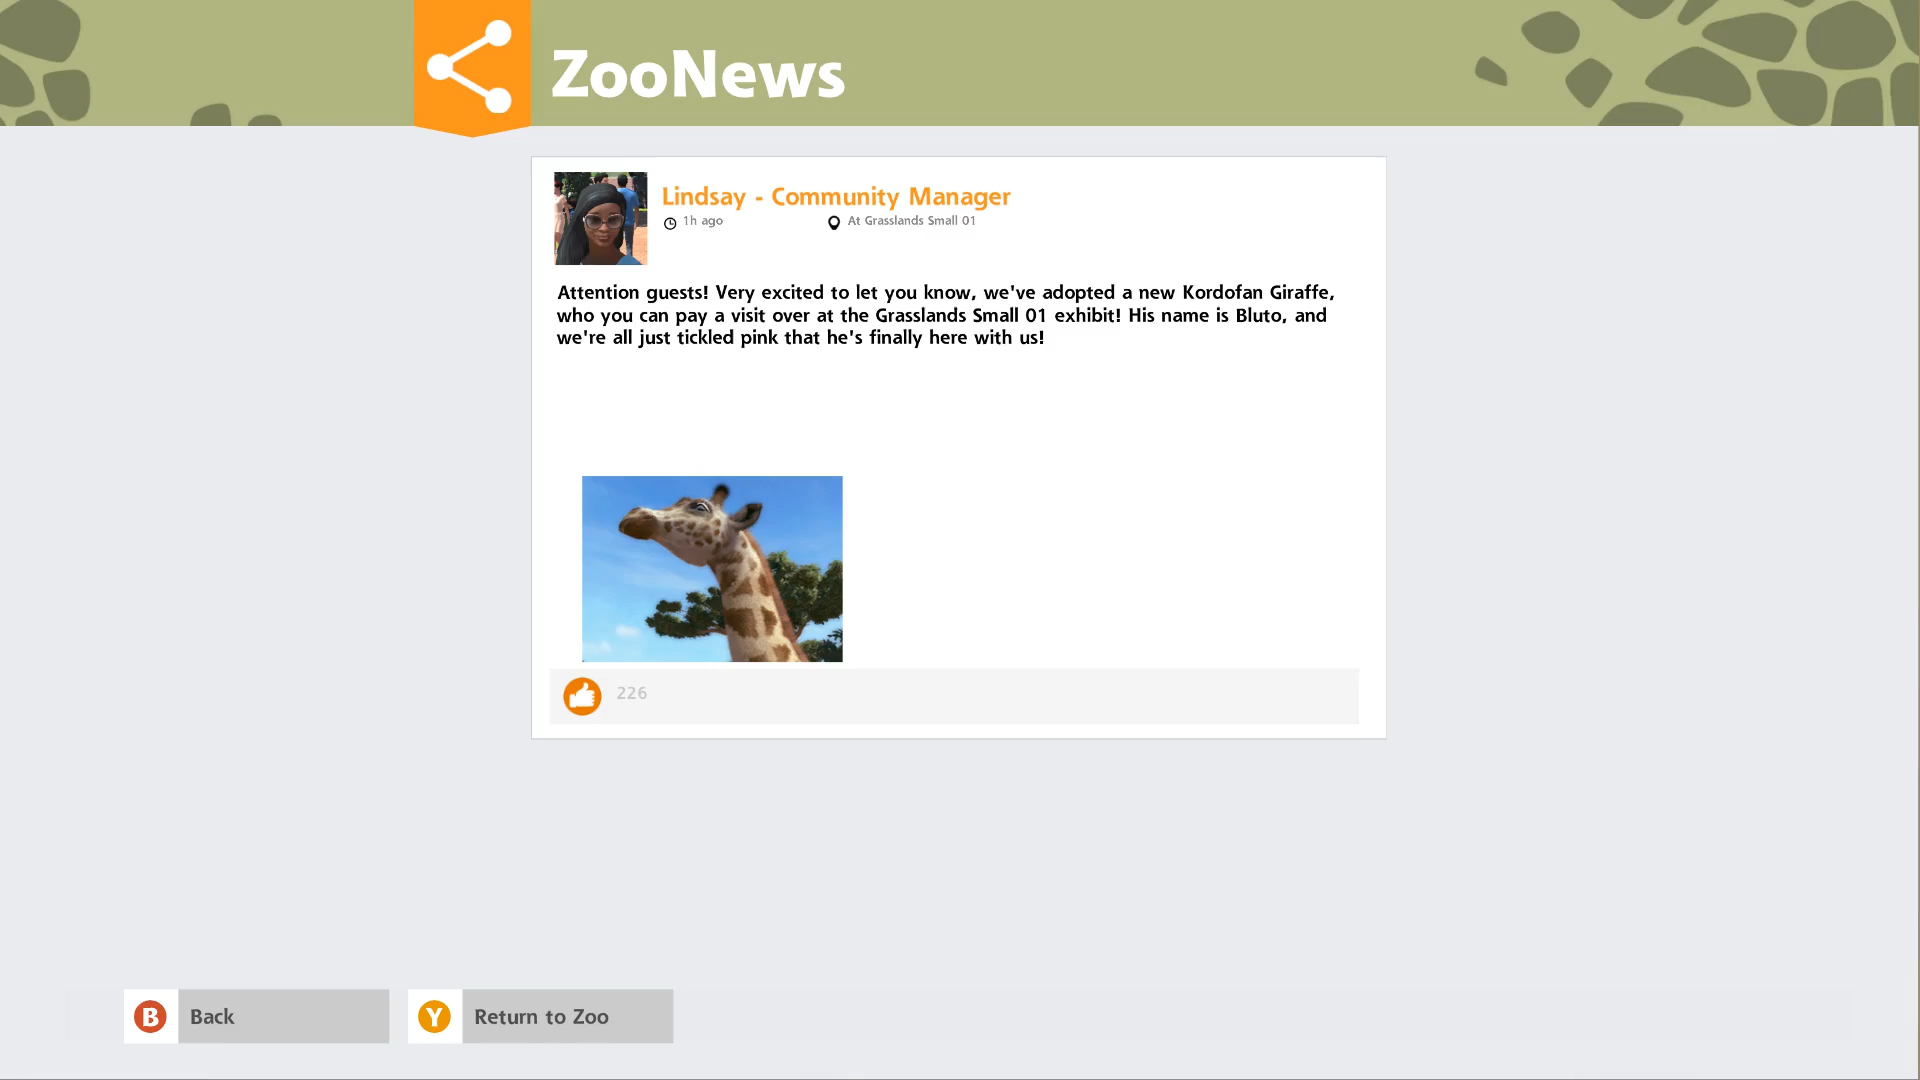 ZooNews
Lindsay - Community Manager
1h ago
At Grasslands Small 01
Attention guests! Very excited to let you know, we've adopted a new Kordofan Giraffe,
who you can pay a visit over at the Grasslands Small 01 exhibit! His name is Bluto, and
we're all just tickled pink that he's finally here with us!
226
B Back
Y Return to Zoo